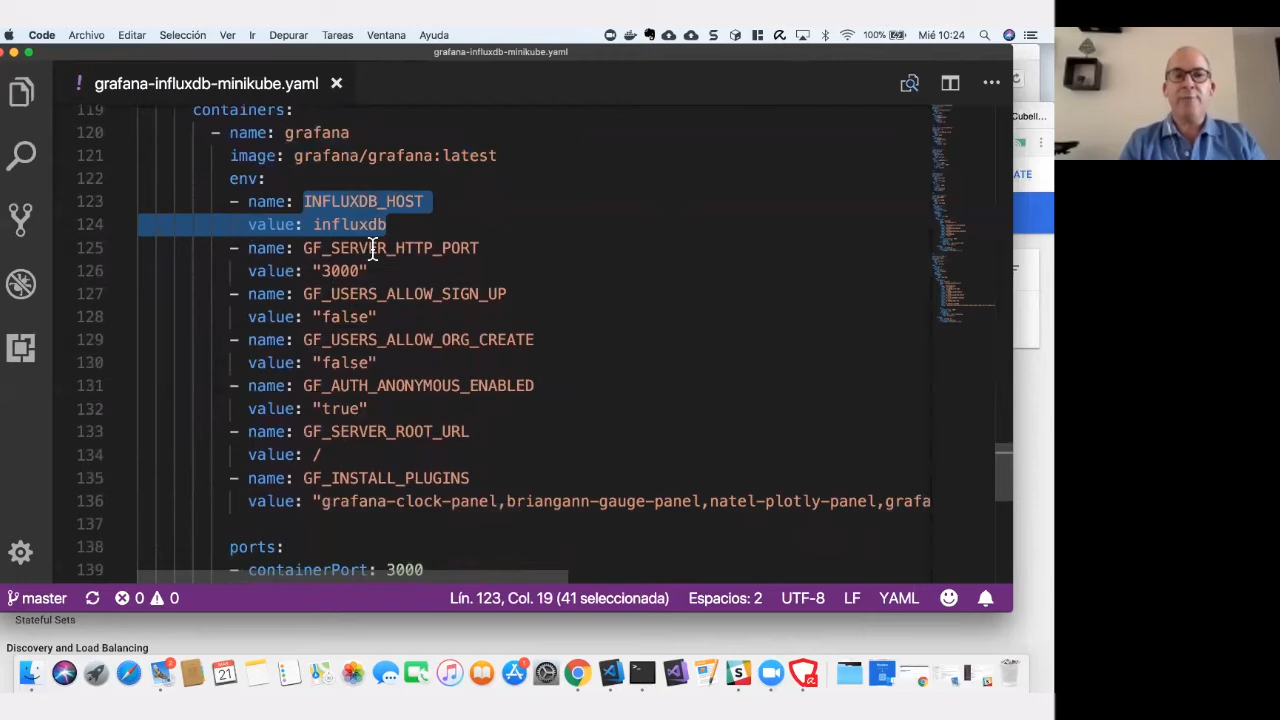 Code Archivo Editar Selección Ver Ir Depurar Tareas Ventana Ayuda 100% Mié 10:24
grafana-influxdb-minikube.yaml
! grafana-influxdb-minikube.yaml ×
Cubell...
ATE
119 containers:
120 - name: grafana
121 image: grafana/grafana:latest
122 env:
123 - name: INFLUXDB_HOST
124 value: influxdb
125 - name: GF_SERVER_HTTP_PORT
126 value: "3000"
127 - name: GF_USERS_ALLOW_SIGN_UP
128 value: "false"
129 - name: GF_USERS_ALLOW_ORG_CREATE
130 value: "false"
131 - name: GF_AUTH_ANONYMOUS_ENABLED
132 value: "true"
133 - name: GF_SERVER_ROOT_URL
134 value: /
135 - name: GF_INSTALL_PLUGINS
136 value: "grafana-clock-panel,briangann-gauge-panel,natel-plotly-panel,grafa
137
138 ports:
139 - containerPort: 3000
master 0 0 Lín. 123, Col. 19 (41 seleccionada) Espacios: 2 UTF-8 LF YAML
Stateful Sets
Discovery and Load Balancing